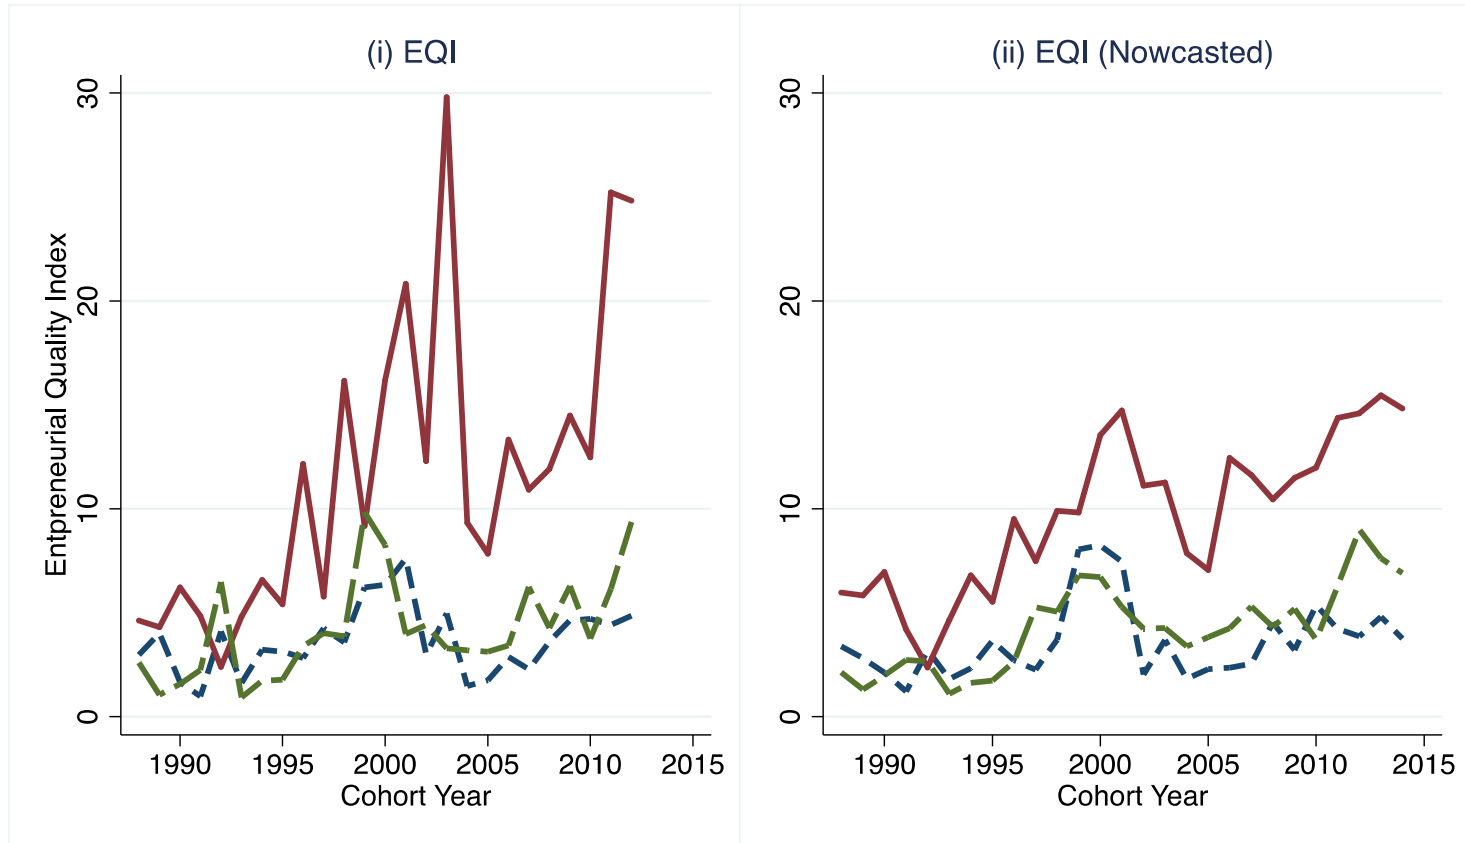 (i) EQI
Entpreneurial Quality Index
30
20
10
0
1990 1995 2000 2005 2010 2015
Cohort Year
(ii) EQI (Nowcasted)
30
20
10
0
1990 1995 2000 2005 2010 2015
Cohort Year